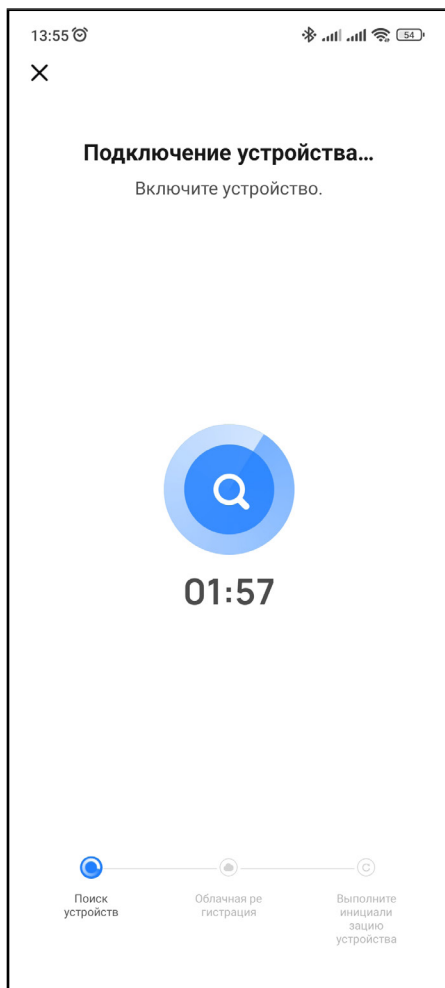 13:55
54
Подключение устройства...
Включите устройство.
01:57
Поиск
устройств
Облачная ре
гистрация
Выполните
инициали
зацию
устройства